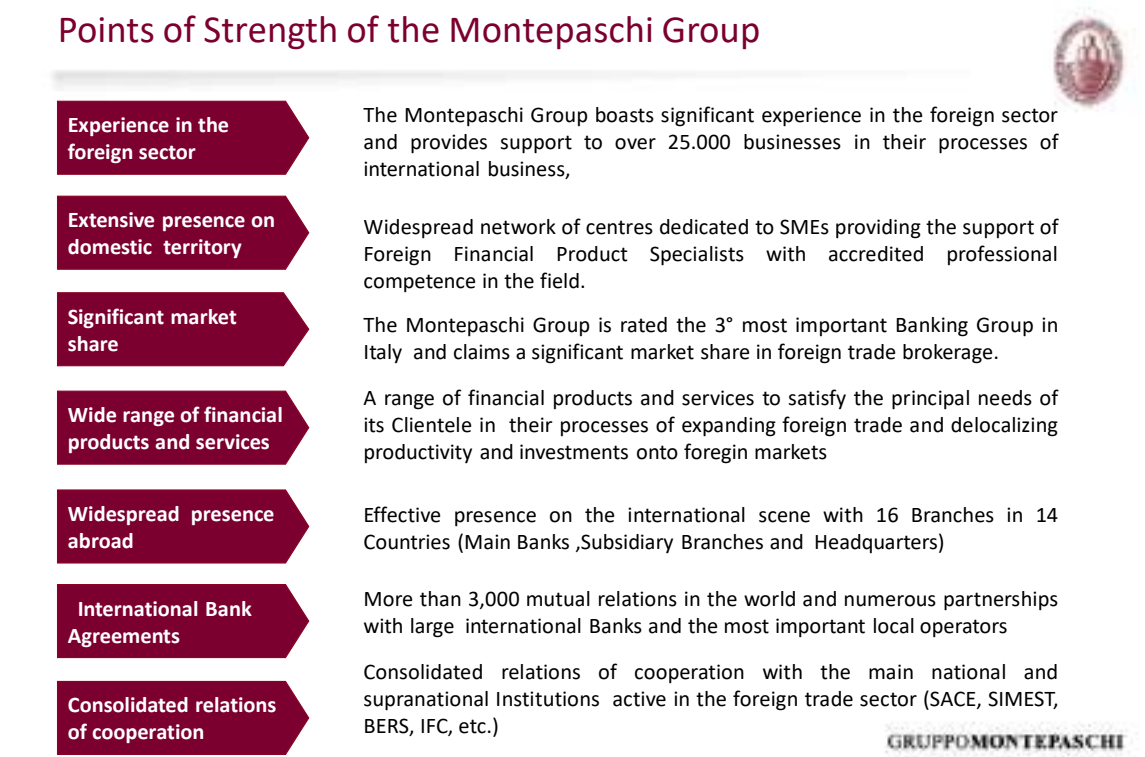 Points of Strength of the Montepaschi Group
Experience in the
foreign sector
The Montepaschi Group boasts significant experience in the foreign sector
and provides support to over 25.000 businesses in their processes of
international business,
Extensive presence on
domestic territory
Widespread network of centres dedicated to SMEs providing the support of
Foreign Financial Product Specialists with accredited professional
competence in the field.
Significant market
share
The Montepaschi Group is rated the 3° most important Banking Group in
Italy and claims a significant market share in foreign trade brokerage.
Wide range of financial
products and services
A range of financial products and services to satisfy the principal needs of
its Clientele in their processes of expanding foreign trade and delocalizing
productivity and investments onto foregin markets
Widespread presence
abroad
Effective presence on the international scene with 16 Branches in 14
Countries (Main Banks ,Subsidiary Branches and Headquarters)
International Bank
Agreements
More than 3,000 mutual relations in the world and numerous partnerships
with large international Banks and the most important local operators
Consolidated relations
of cooperation
Consolidated relations of cooperation with the main national and
supranational Institutions active in the foreign trade sector (SACE, SIMEST,
BERS, IFC, etc.)
GRUPPOMONTEPASCHI